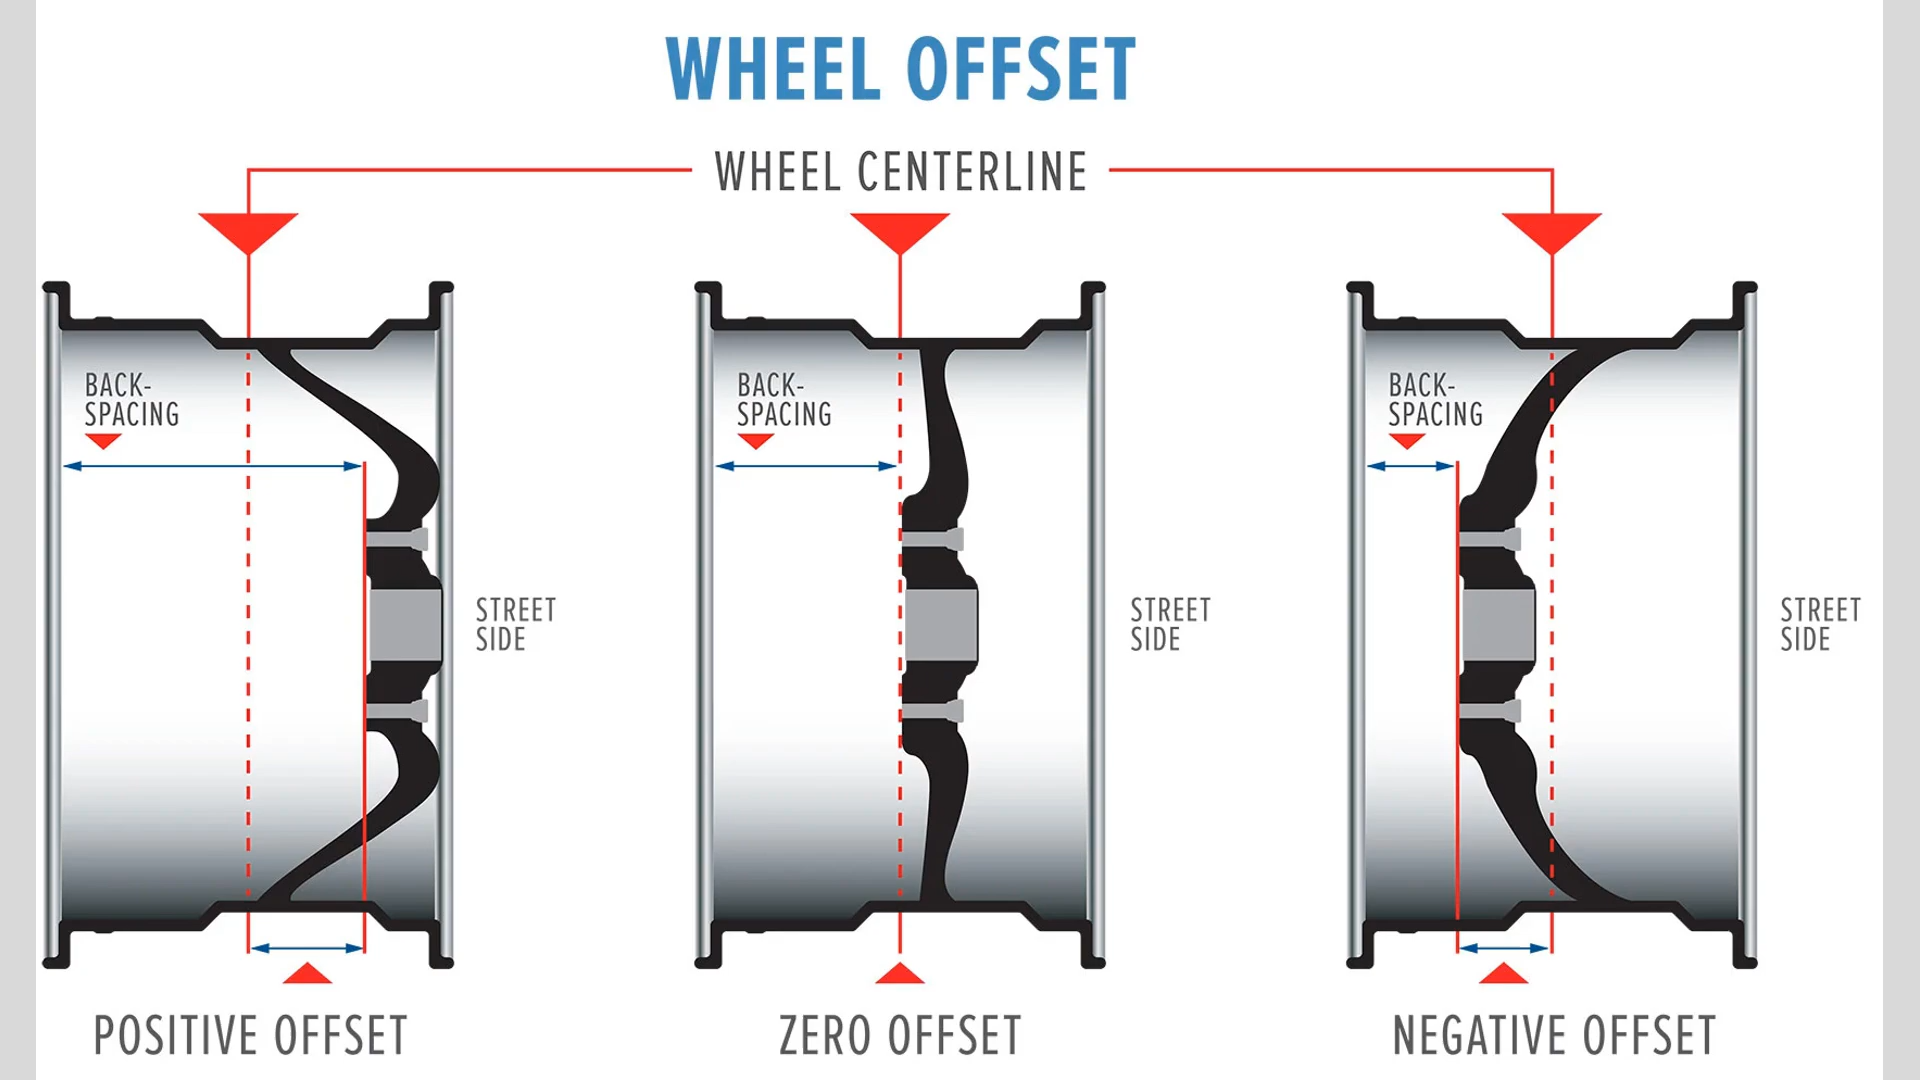 WHEEL OFFSET
WHEEL CENTERLINE
BACK-
SPACING
STREET
SIDE
POSITIVE OFFSET
BACK-
SPACING
STREET
SIDE
ZERO OFFSET
BACK-
SPACING
STREET
SIDE
NEGATIVE OFFSET